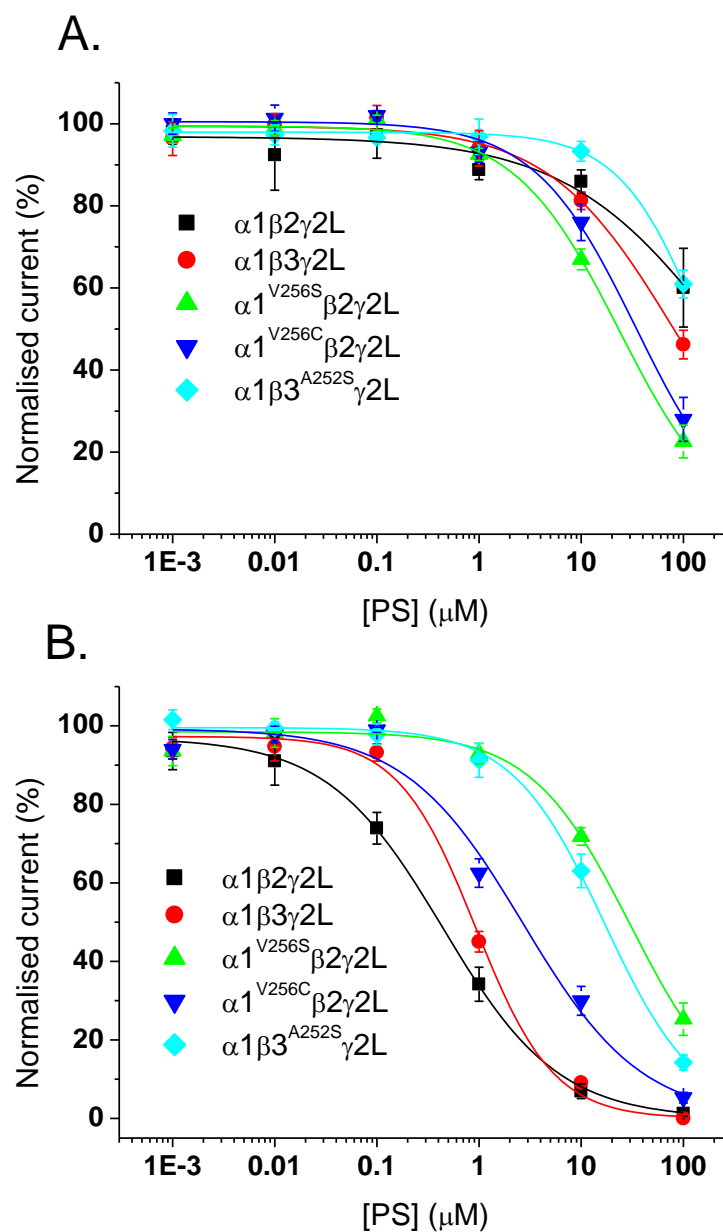 A.
100
80
60
40
20
0
Normalised current (%)
α1β2γ2L
α1β3γ2L
α1V256Sβ2γ2L
α1V256Cβ2γ2L
α1β3A252Sγ2L
1E-3 0.01 0.1 1 10 100
[PS] (μM)
B.
100
80
60
40
20
0
Normalised current (%)
α1β2γ2L
α1β3γ2L
α1V256Sβ2γ2L
α1V256Cβ2γ2L
α1β3A252Sγ2L
1E-3 0.01 0.1 1 10 100
[PS] (μM)